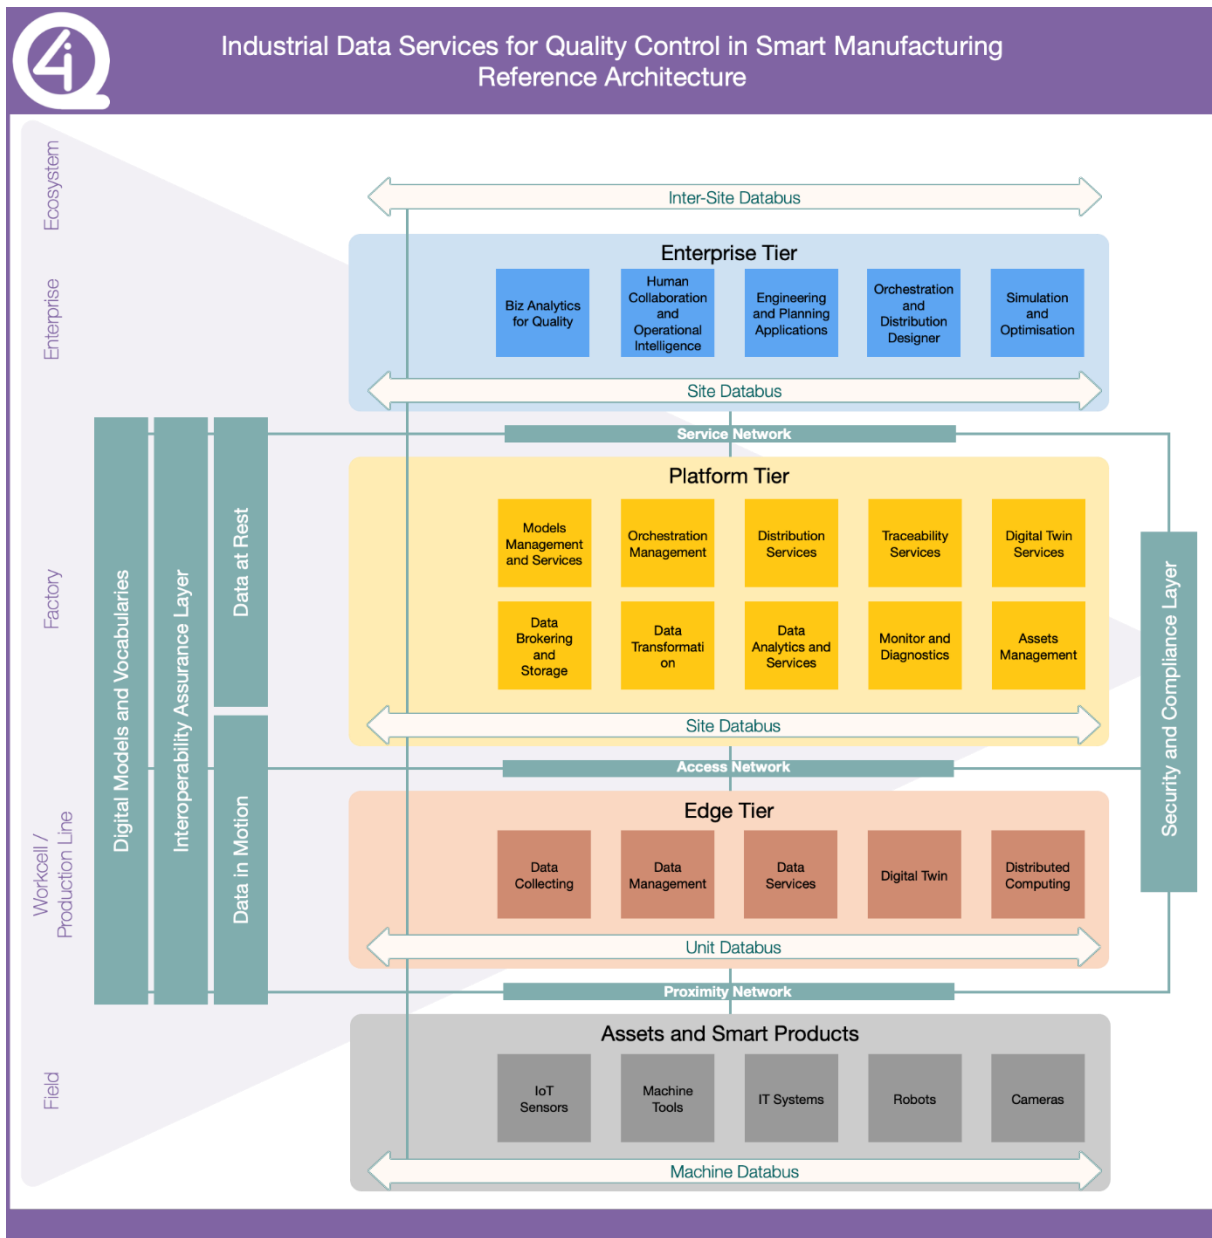 4i
Industrial Data Services for Quality Control in Smart Manufacturing
Reference Architecture
Ecosystem
Inter-Site Databus
Enterprise
Enterprise Tier
Biz Analytics
for Quality
Human
Collaboration
and
Operational
Intelligence
Engineering
and Planning
Applications
Orchestration
and
Distribution
Designer
Simulation
and
Optimisation
Site Databus
Service Network
Factory
Digital Models and Vocabularies
Interoperability Assurance Layer
Data at Rest
Platform Tier
Models
Management
and Services
Orchestration
Management
Distribution
Services
Traceability
Services
Digital Twin
Services
Data
Brokering
and
Storage
Data
Transformati
on
Data
Analytics and
Services
Monitor and
Diagnostics
Assets
Management
Site Databus
Security and Compliance Layer
Access Network
Workcell /
Production Line
Data in Motion
Edge Tier
Data
Collecting
Data
Management
Data
Services
Digital Twin
Distributed
Computing
Unit Databus
Proximity Network
Field
Assets and Smart Products
IoT
Sensors
Machine
Tools
IT Systems
Robots
Cameras
Machine Databus